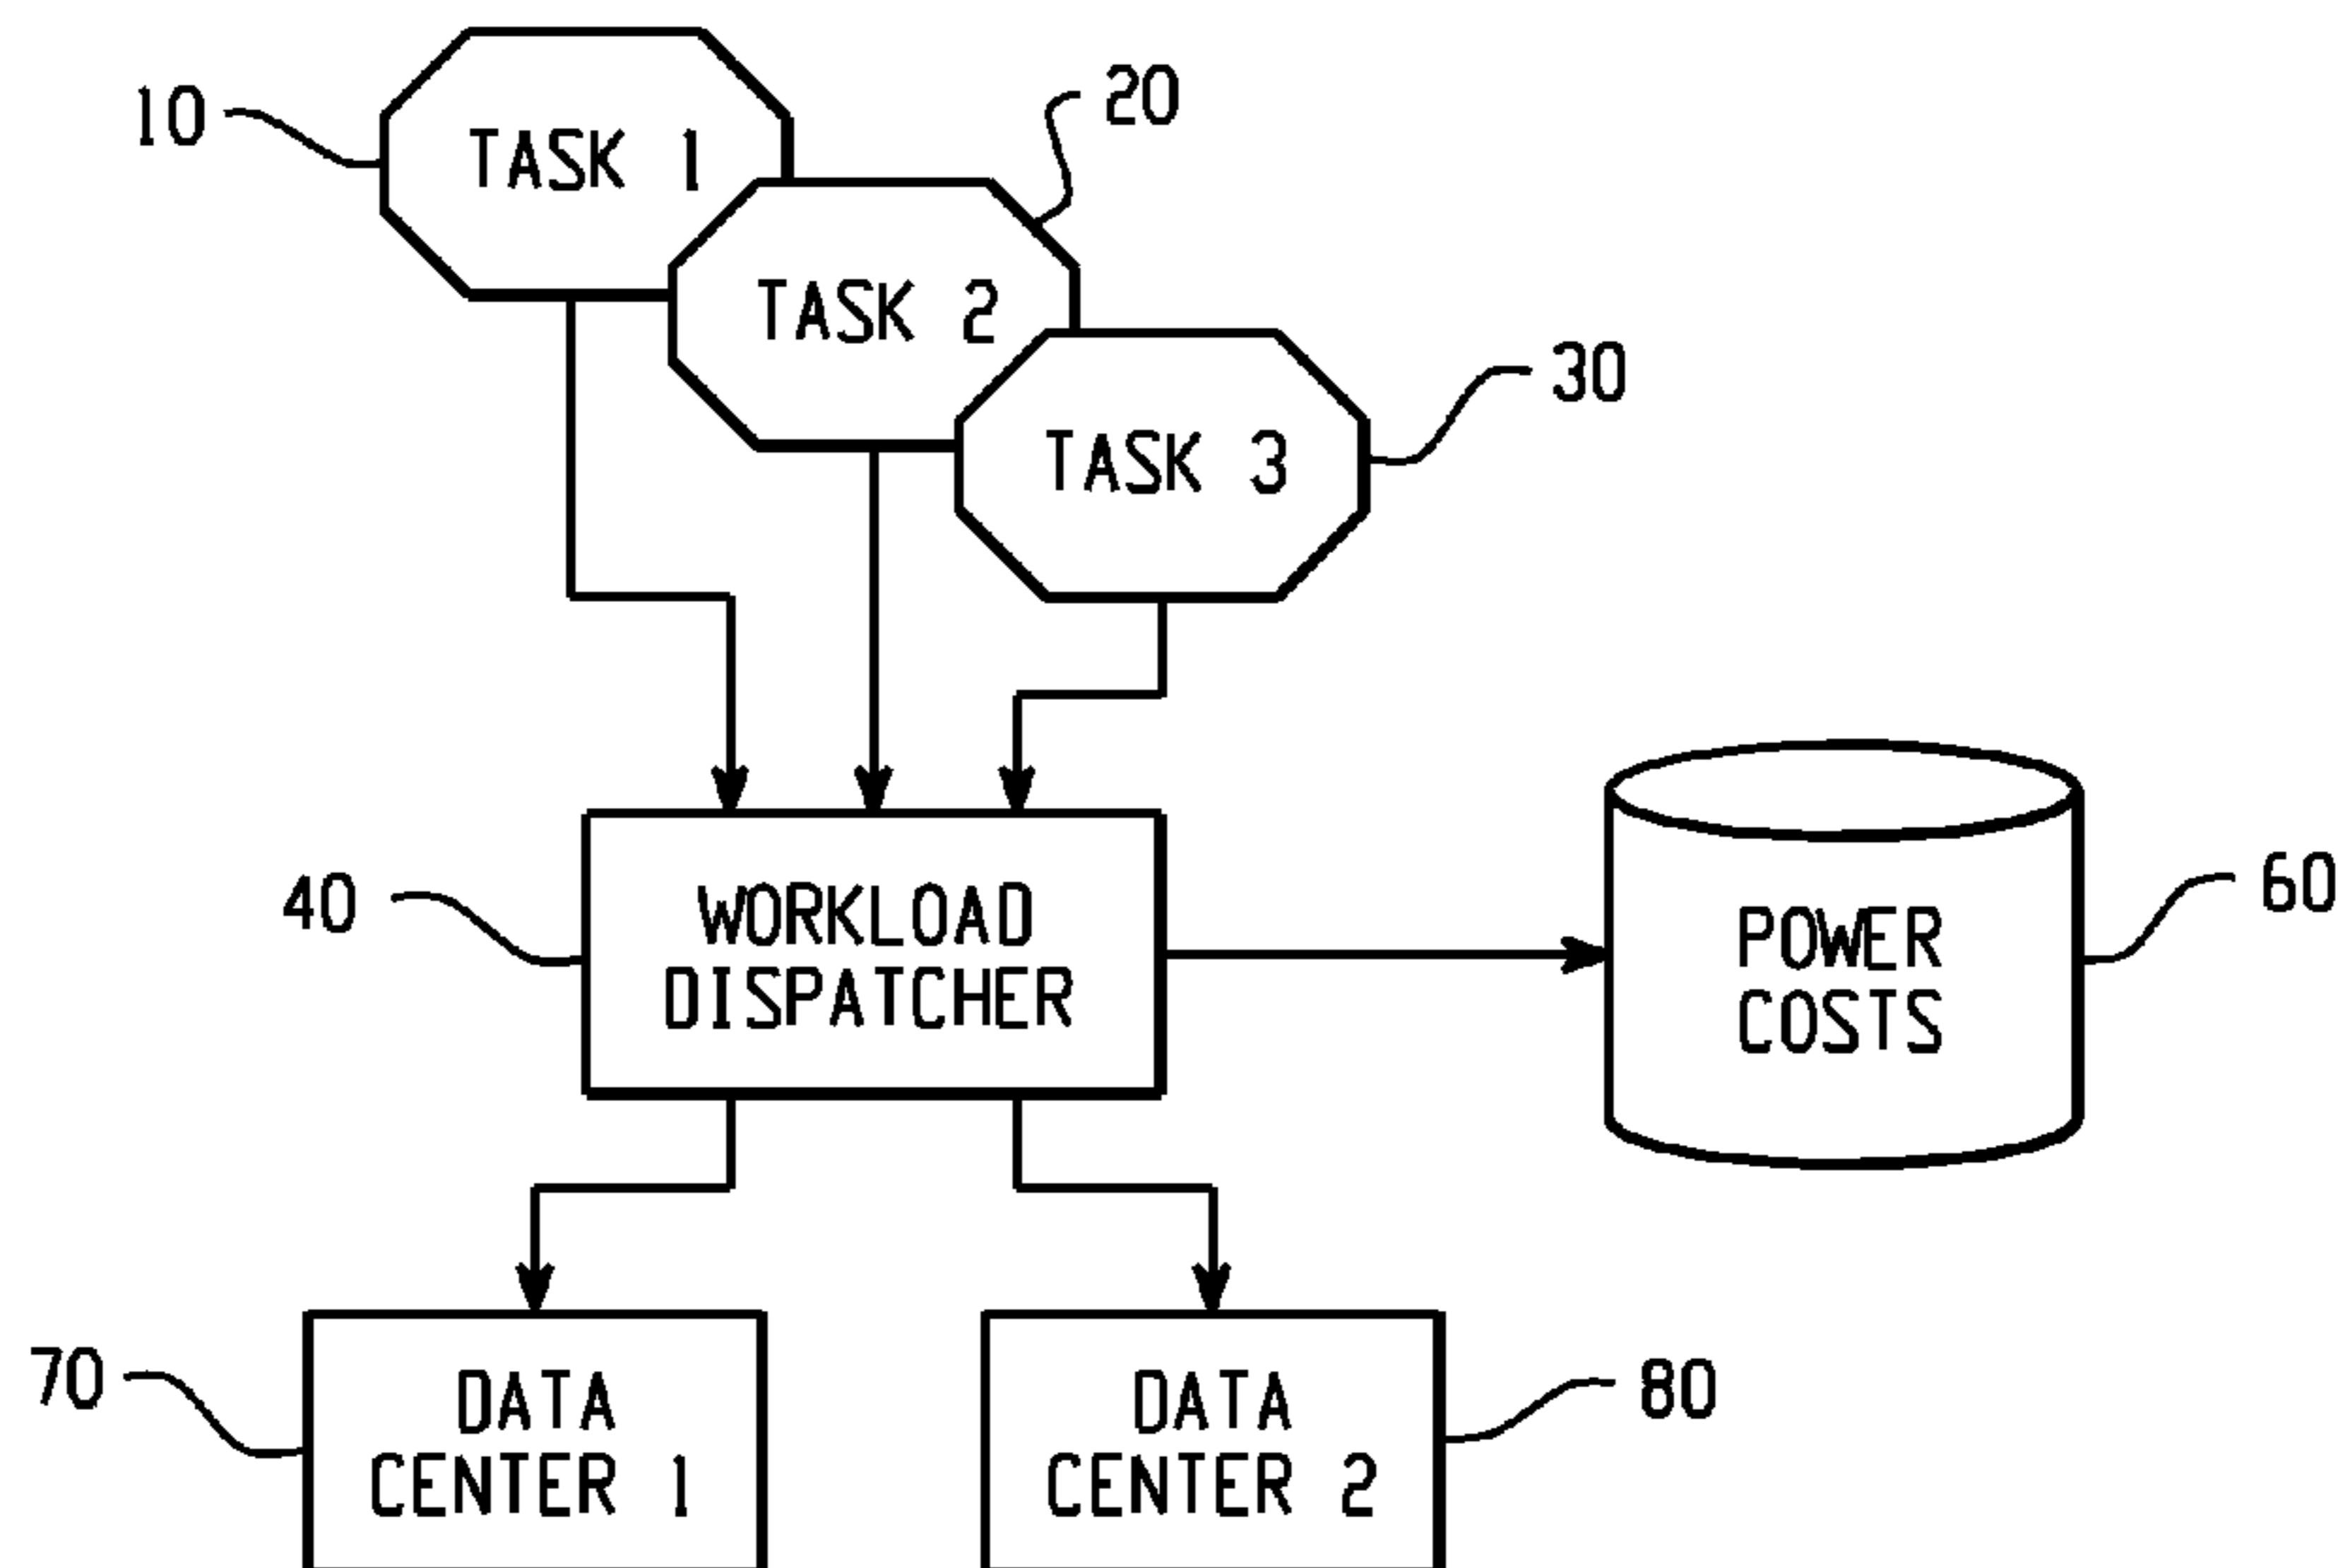 10
TASK 1
20
TASK 2
30
TASK 3
40
WORKLOAD
DISPATCHER
60
POWER
COSTS
70
DATA
CENTER 1
DATA
CENTER 2
80